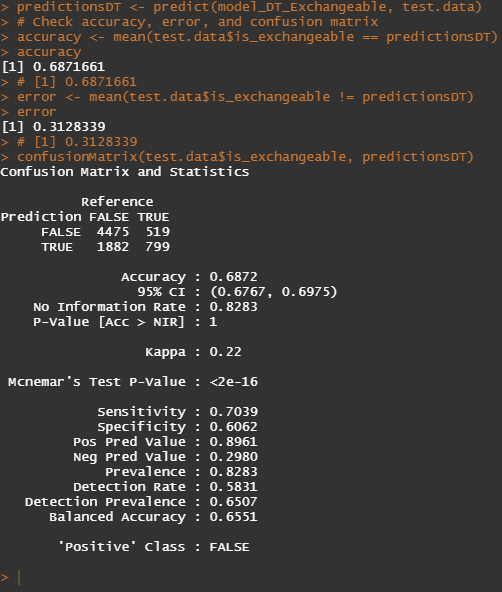 > predictionsDT <- predict(model_DT_Exchangeable, test.data)
> # Check accuracy, error, and confusion matrix
> accuracy <- mean(test.data$is_exchangeable == predictionsDT)
> accuracy
[1] 0.6871661
> # [1] 0.6871661
> error <- mean(test.data$is_exchangeable != predictionsDT)
> error
[1] 0.3128339
> # [1] 0.3128339
> confusionMatrix(test.data$is_exchangeable, predictionsDT)
Confusion Matrix and Statistics
Reference
Prediction FALSE TRUE
FALSE 4475 519
TRUE 1882 799
Accuracy : 0.6872
95% CI : (0.6767, 0.6975)
No Information Rate : 0.8283
P-Value [Acc > NIR] : 1
Kappa : 0.22
Mcnemar's Test P-Value : <2e-16
Sensitivity : 0.7039
Specificity : 0.6062
Pos Pred Value : 0.8961
Neg Pred Value : 0.2980
Prevalence : 0.8283
Detection Rate : 0.5831
Detection Prevalence : 0.6507
Balanced Accuracy : 0.6551
'Positive' Class : FALSE
>